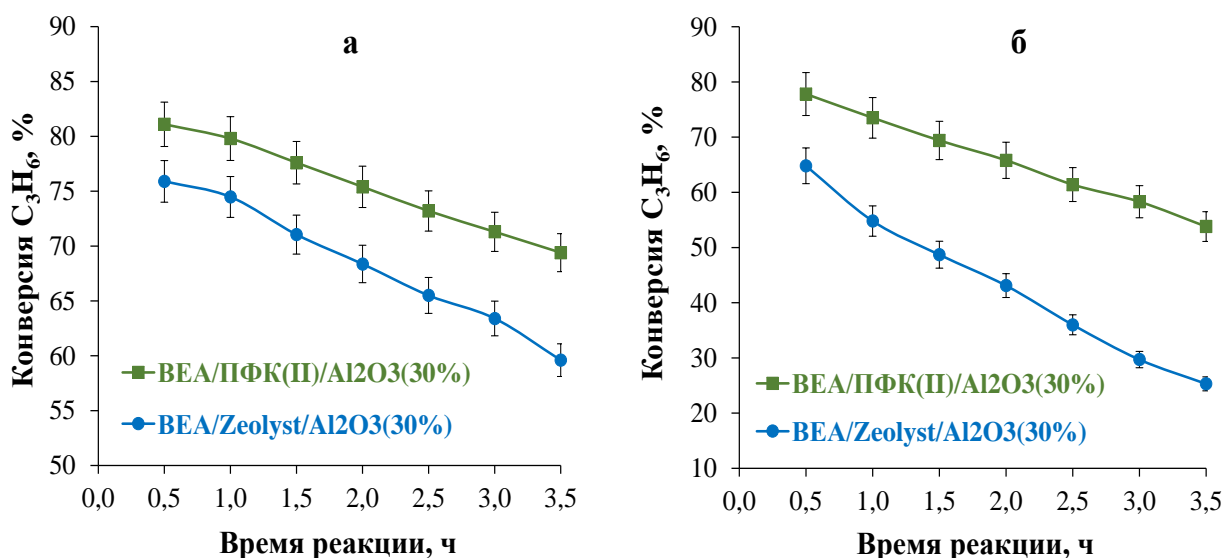 а
Конверсия C3H6, %
90
85
80
75
70
65
60
55
50
BEA/ПФК(II)/Al2O3(30%)
BEA/Zeolyst/Al2O3(30%)
0,0 0,5 1,0 1,5 2,0 2,5 3,0 3,5
Время реакции, ч
б
Конверсия C3H6, %
90
80
70
60
50
40
30
20
10
BEA/ПФК(II)/Al2O3(30%)
BEA/Zeolyst/Al2O3(30%)
0,0 0,5 1,0 1,5 2,0 2,5 3,0 3,5
Время реакции, ч